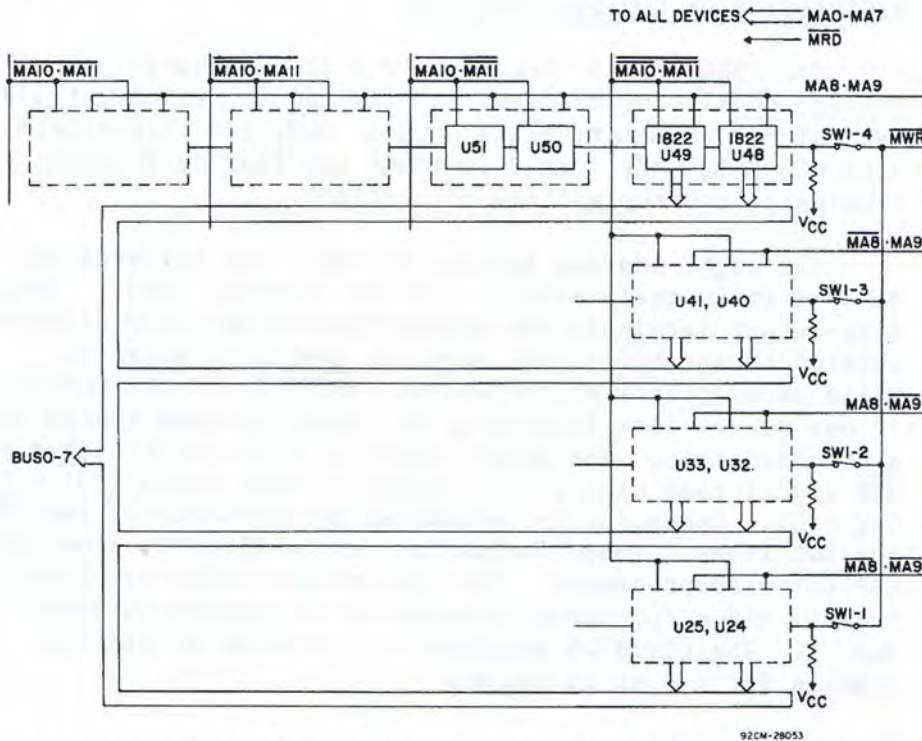 TO ALL DEVICES MA0-MA7
MRD
MA10·MA11 MA10·MA11 MA10·MA11 MA10·MA11
MA8·MA9
U51 U50 1822 U49 1822 U48 SW1-4 MWR
VCC
MA8·MA9
SW1-3
U41, U40
VCC
MA8·MA9
SW1-2
BUS0-7 U33, U32.
VCC
MA8·MA9
SW1-1
U25, U24
VCC
92CM-28053